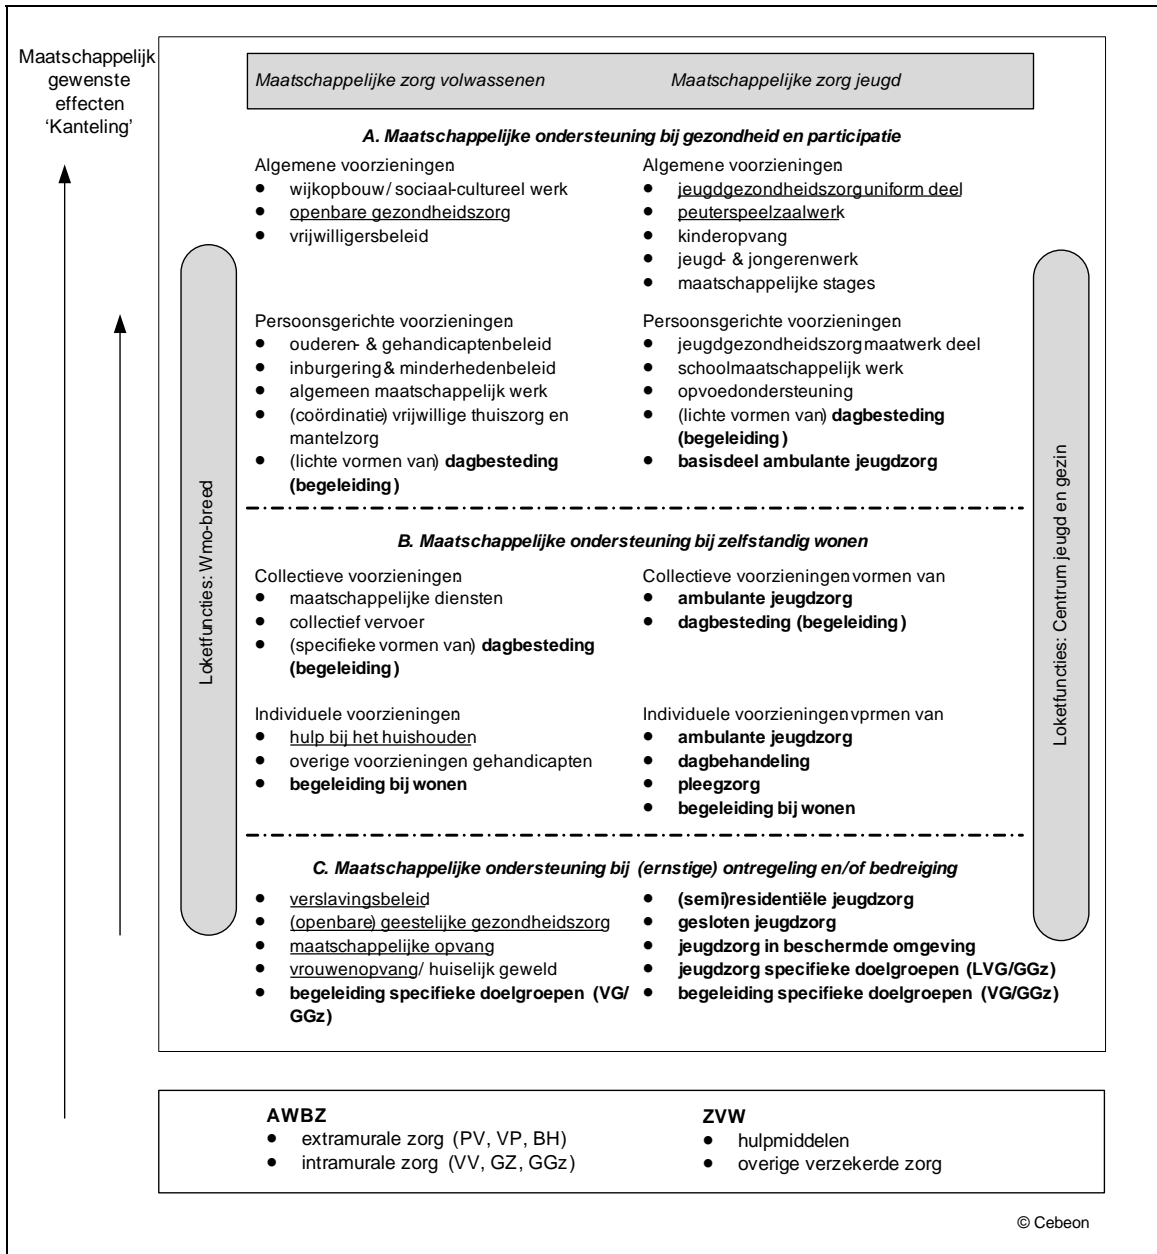 Maatschappelijk
gewenste
effecten
‘Kanteling’
Maatschappelijke zorg volwassenen
Maatschappelijke zorg jeugd
A. Maatschappelijke ondersteuning bij gezondheid en participatie
Algemene voorzieningen:
● wijkopbouw/ sociaal-cultureel werk
● openbare gezondheidszorg
● vrijwilligersbeleid
Algemene voorzieningen:
● jeugdgezondheidszorg uniform deel
● peuterspeelzaalwerk
● kinderopvang
● jeugd- & jongerenwerk
● maatschappelijke stages
Persoonsgerichte voorzieningen:
● ouderen- & gehandicaptenbeleid
● inburgering & minderhedenbeleid
● algemeen maatschappelijk werk
● (coördinatie) vrijwillige thuiszorg en
mantelzorg
● (lichte vormen van) dagbesteding
(begeleiding)
Persoonsgerichte voorzieningen:
● jeugdgezondheidszorg maatwerk deel
● schoolmaatschappelijk werk
● opvoedondersteuning
● (lichte vormen van) dagbesteding
(begeleiding)
● basisdeel ambulante jeugdzorg
B. Maatschappelijke ondersteuning bij zelfstandig wonen
Collectieve voorzieningen:
● maatschappelijke diensten
● collectief vervoer
● (specifieke vormen van) dagbesteding
(begeleiding)
Collectieve voorzieningen: vormen van
● ambulante jeugdzorg
● dagbesteding (begeleiding)
Individuele voorzieningen:
● hulp bij het huishouden
● overige voorzieningen gehandicapten
● begeleiding bij wonen
Individuele voorzieningen: vprmen van
● ambulante jeugdzorg
● dagbehandeling
● pleegzorg
● begeleiding bij wonen
C. Maatschappelijke ondersteuning bij (ernstige) ontregeling en/of bedreiging
● verslavingsbeleid
● (openbare) geestelijke gezondheidszorg
● maatschappelijke opvang
● vrouwenopvang/ huiselijk geweld
● begeleiding specifieke doelgroepen (VG/
GGz)
● (semi)residentiële jeugdzorg
● gesloten jeugdzorg
● jeugdzorg in beschermde omgeving
● jeugdzorg specifieke doelgroepen (LVG/GGz)
● begeleiding specifieke doelgroepen (VG/GGz)
Loketfuncties: Wmo-breed
Loketfuncties: Centrum jeugd en gezin
AWBZ
● extramurale zorg (PV, VP, BH)
● intramurale zorg (VV, GZ, GGz)
ZVW
● hulpmiddelen
● overige verzekerde zorg
© Cebeon